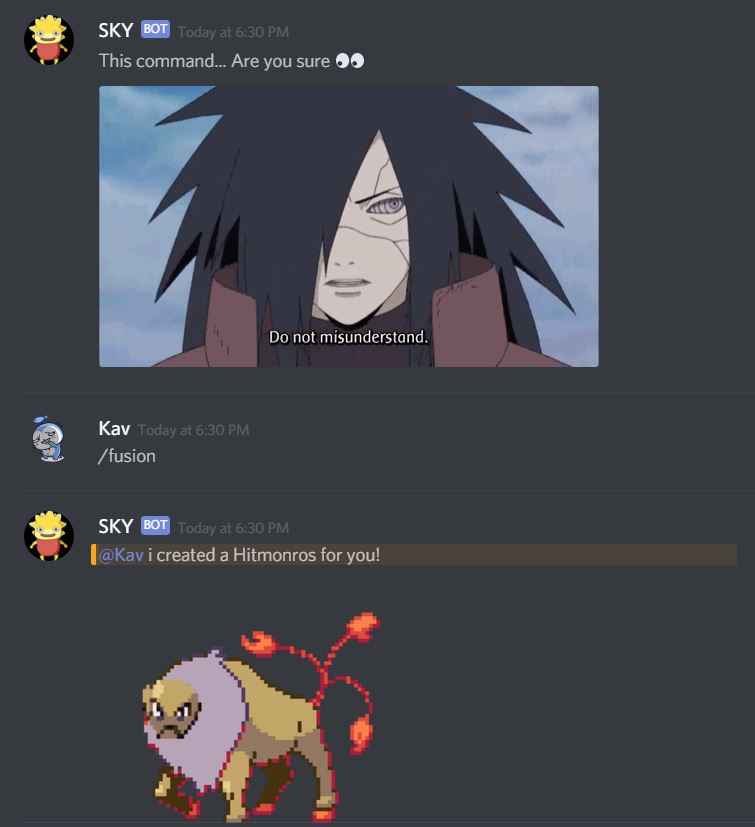 SKY BOT Today at 6:30 PM
This command... Are you sure 👀
Do not misunderstand.
Kav Today at 6:30 PM
/fusion
SKY BOT Today at 6:30 PM
@Kav i created a Hitmonros for you!